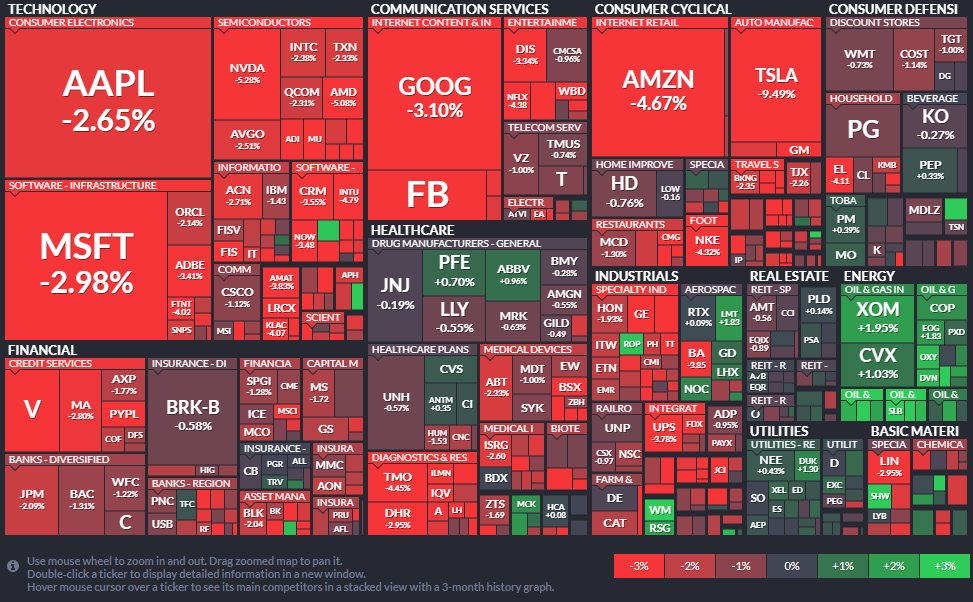 TECHNOLOGY
CONSUMER ELECTRONICS
AAPL
-2.65%
SEMICONDUCTORS
NVDA
-5.28%
INTC
-2.38%
TXN
-2.33%
QCOM
-2.31%
AMD
-5.08%
AVGO
-2.51%
ADI
MU
SOFTWARE - INFRASTRUCTURE
MSFT
-2.98%
ORCL
-2.14%
ADBE
-3.41%
FTNT
-4.02
SNPS
INFORMATIO
ACN
-2.71%
IBM
-1.43
FISV
FIS
IT
SOFTWARE -
CRM
-3.55%
INTU
-4.79
NOW
-3.48
COMM
CSCO
-1.12%
MSI
AMAT
-3.83%
LRCX
KLAC
-4.07
APH
SCIENT
COMMUNICATION SERVICES
INTERNET CONTENT & IN
GOOG
-3.10%
FB
ENTERTAINME
DIS
-3.34%
CMCSA
-0.96%
NFLX
-4.38
WBD
TELECOM SERV
VZ
-1.00%
TMUS
-0.74%
T
ELECTR
EA
CONSUMER CYCLICAL
INTERNET RETAIL
AMZN
-4.67%
AUTO MANUFAC
TSLA
-9.49%
GM
HOME IMPROVE
HD
-0.76%
LOW
-0.16
SPECIA
TRAVEL S
BKNG
-2.35
TJX
-2.26
RESTAURANTS
MCD
-1.30%
CMG
FOOT
NKE
-4.32%
IP
CONSUMER DEFENSI
DISCOUNT STORES
WMT
-0.73%
COST
-1.14%
TGT
-1.00%
DG
HOUSEHOLD
PG
EL
-4.11
CL
KMB
BEVERAGE
KO
-0.27%
PEP
+0.33%
TOBA
PM
+0.39%
MO
MDLZ
K
TSN
HEALTHCARE
DRUG MANUFACTURERS - GENERAL
JNJ
-0.19%
PFE
+0.70%
LLY
-0.55%
ABBV
+0.96%
MRK
-0.63%
BMY
-0.28%
AMGN
-0.55%
GILD
-0.49
HEALTHCARE PLANS
UNH
-0.57%
CVS
ANTM
+0.35
CI
HUM
-1.53
CNC
MEDICAL DEVICES
ABT
-2.33%
MDT
-1.00%
SYK
EW
BSX
ZBH
MEDICAL I
ISRG
-2.60
BDX
BIOTE
DIAGNOSTICS & RES
TMO
-4.45%
DHR
-2.95%
ILMN
IQV
A
LH
ZTS
-1.69
MCK
HCA
+0.08
FINANCIAL
CREDIT SERVICES
V
MA
-2.80%
AXP
-1.77%
PYPL
COF
DFS
INSURANCE - DI
BRK-B
-0.58%
HIG
FINANCIA
SPGI
-1.28%
CME
ICE
MSCI
MCO
CAPITAL M
MS
-1.72
GS
BANKS - DIVERSIFIED
JPM
-2.09%
BAC
-1.31%
WFC
-1.22%
C
BANKS - REGION
PNC
TFC
USB
RF
INSURANCE -
CB
PGR
ALL
TRV
INSURA
MMC
AON
ASSET MANA
BLK
-2.04
BK
INSURA
PRU
AFL
INDUSTRIALS
SPECIALTY IND
HON
-1.93%
GE
ITW
ROP
PH
TT
ETN
CMI
EMR
AEROSPAC
RTX
+0.09%
LMT
+1.83
BA
-3.85
GD
LHX
NOC
RAILRO
UNP
CSX
-0.97
NSC
INTEGRAT
UPS
-3.78%
FDX
ADP
-0.95%
PAYX
FARM &
DE
CAT
JCI
WM
RSG
REAL ESTATE
REIT - SP
AMT
-0.56
CCI
PLD
+0.14%
EQIX
-0.89
PSA
REIT - R
AVB
EQR
REIT -
REIT - R
O
ENERGY
OIL & GAS IN
XOM
+1.95%
CVX
+1.03%
OIL & G
COP
EOG
+1.83
PXD
OXY
DVN
OIL &
OIL &
SLB
OIL &
UTILITIES
UTILITIES - RE
NEE
+0.43%
DUK
+1.30
SO
XEL
ED
ES
AEP
UTILIT
D
EXC
PEG
BASIC MATERI
SPECIA
LIN
-2.95%
SHW
LYB
CHEMICA
Use mouse wheel to zoom in and out. Drag zoomed map to pan it.
Double-click a ticker to display detailed information in a new window.
Hover mouse cursor over a ticker to see its main competitors in a stacked view with a 3-month history graph.
-3%
-2%
-1%
0%
+1%
+2%
+3%